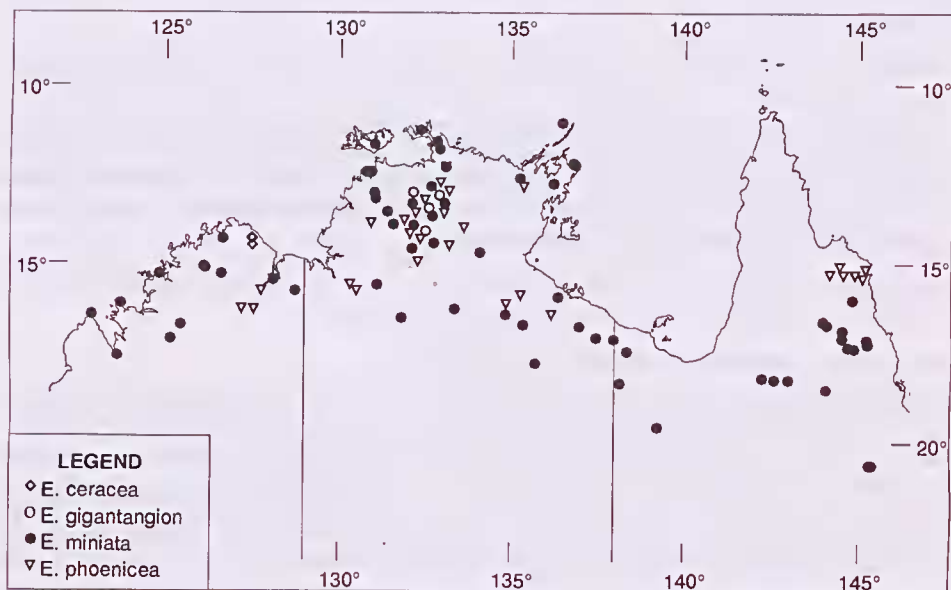 125° 130° 135° 140° 145°
10° 10°
15° 15°
20°
LEGEND
E. ceracea
E. gigantangion
E. miniata
E. phoenicea
130° 135° 140° 145°